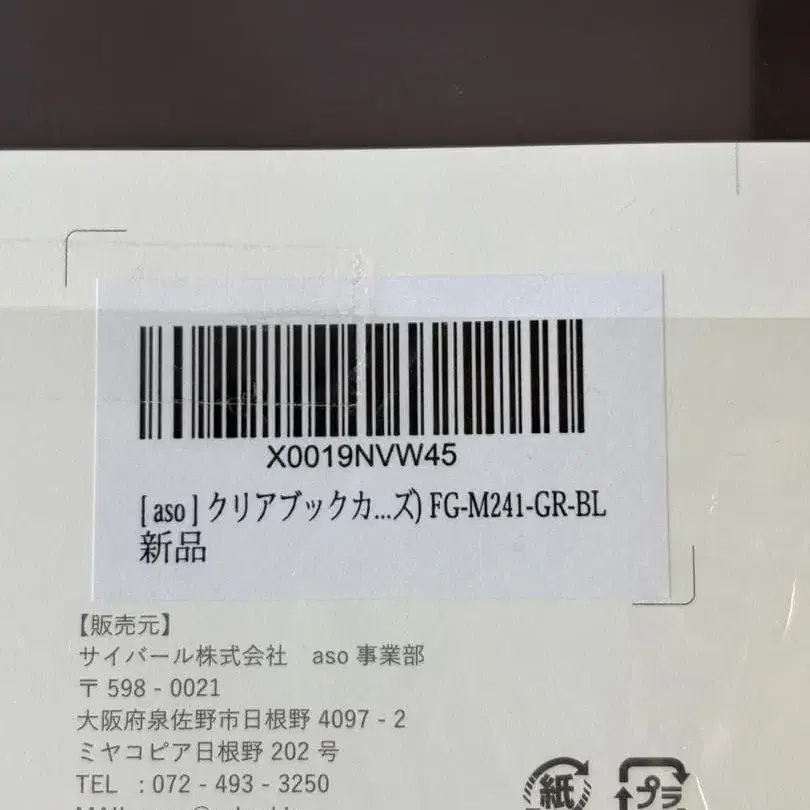 X0019NVW45
[ aso ] クリアブックカ...ズ) FG-M241-GR-BL
新品
【販売元】
サイバール株式会社 aso 事業部
〒 598 - 0021
大阪府泉佐野市日根野 4097 - 2
ミヤコピア日根野 202 号
TEL : 072 - 493 - 3250
紙
プラ